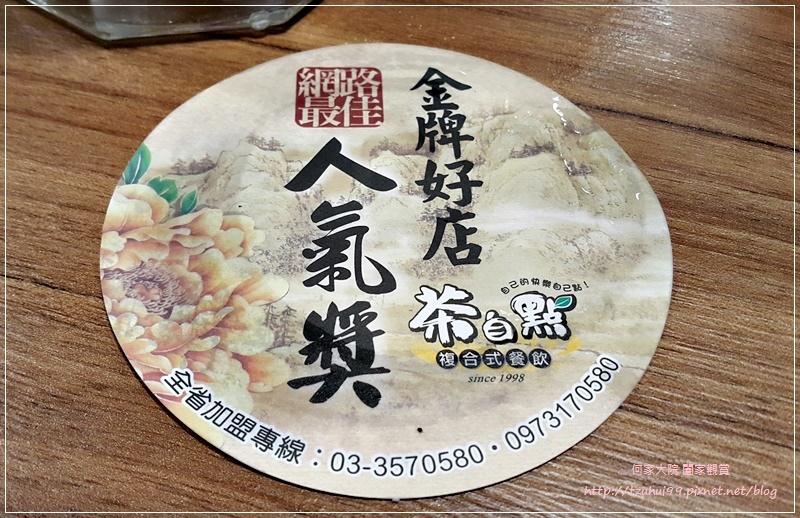 金牌好店
網路
最佳
人氣獎
自己的快樂自己點！
茶自點
複合式餐飲
since 1998
全省加盟專線：03-3570580・0973170580
何家大院 闔家觀賞
http://tzuhui99.pixnet.net/blog